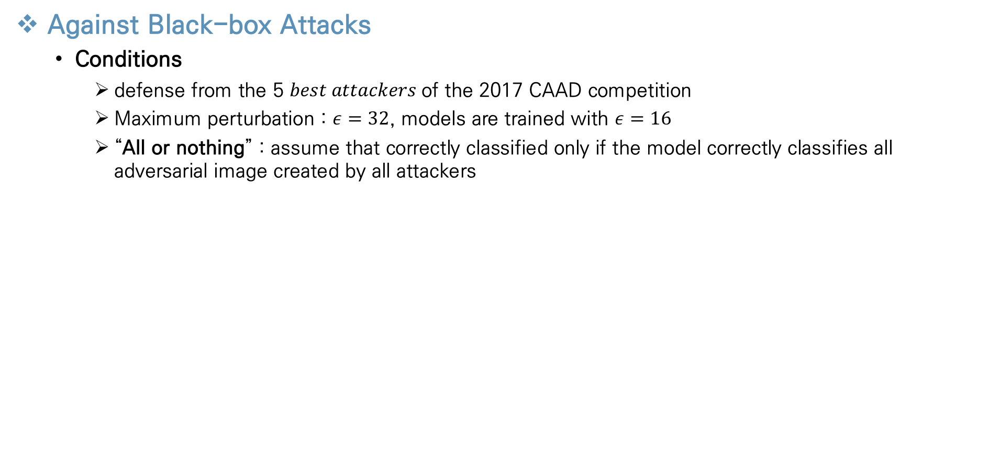 ❖ Against Black-box Attacks
• Conditions
➢ defense from the 5 best attackers of the 2017 CAAD competition
➢ Maximum perturbation : ϵ = 32, models are trained with ϵ = 16
➢ “All or nothing” : assume that correctly classified only if the model correctly classifies all
adversarial image created by all attackers